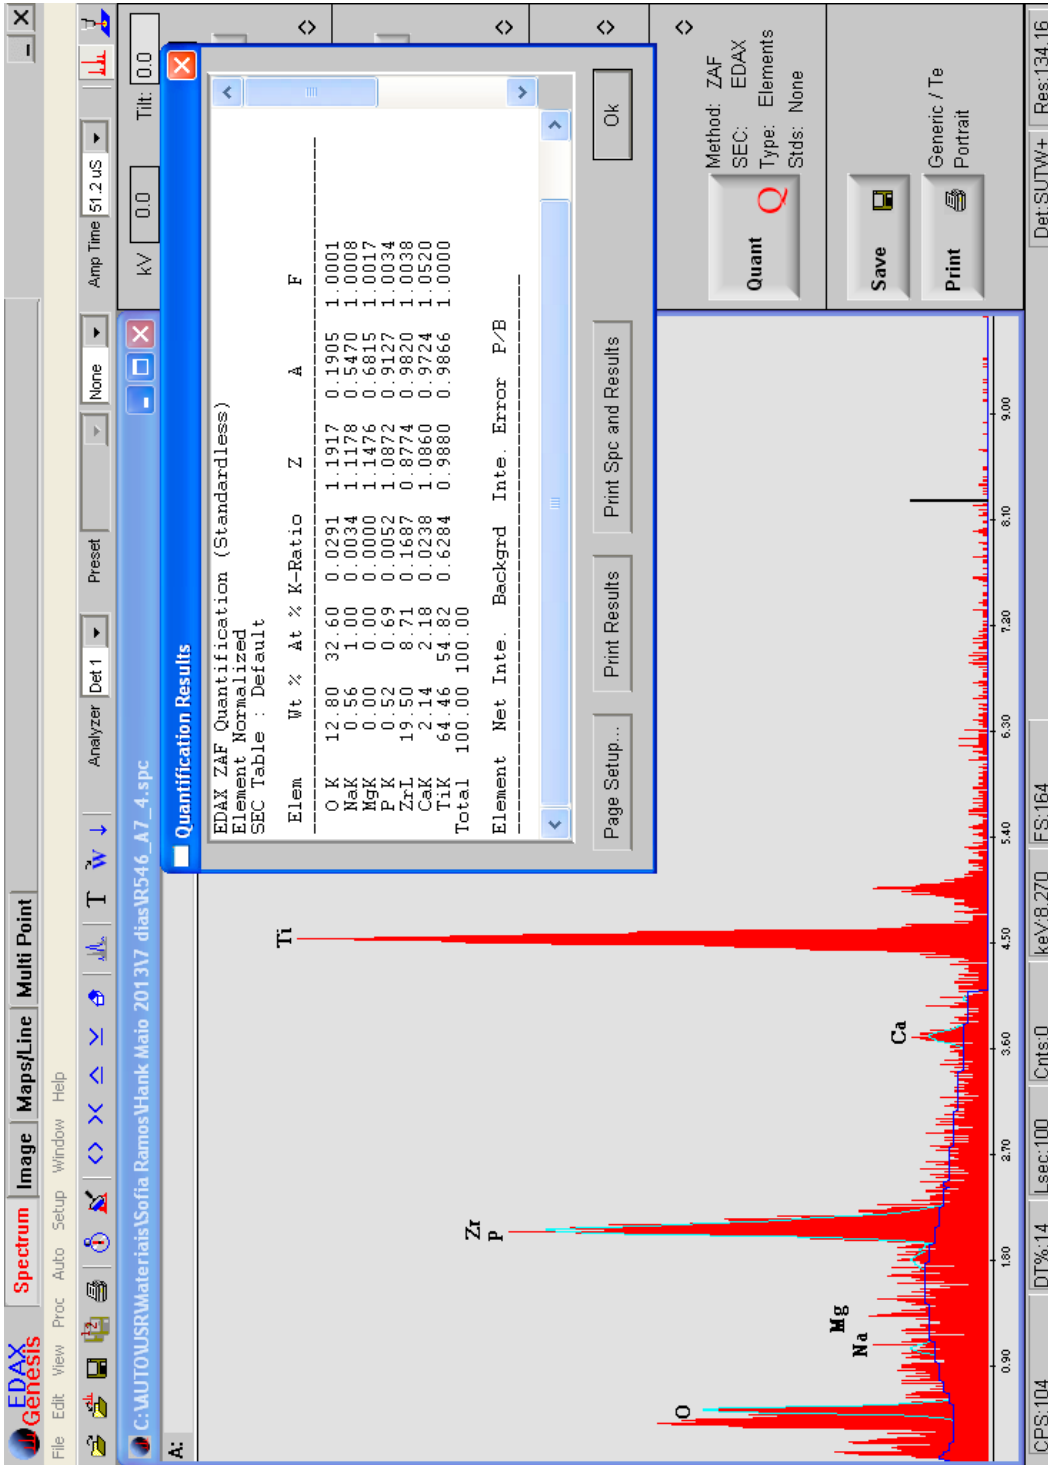 EDAX
Genesis
Spectrum Image Maps/Line Multi Point
File Edit View Proc Auto Setup Window Help
Analyzer Det 1 Preset None Amp Time 51.2 uS
C:\AUTO\USR\Materiais\Sofia Ramos\Hank Maio 2013\7 dias\R546_A7_4.spc
kV 0.0 Tilt: 0.0
A:
Quantification Results
EDAX ZAF Quantification (Standardless)
Element Normalized
SEC Table : Default
Elem Wt % At % K-Ratio Z A F
O K 12.80 32.60 0.0291 1.1917 0.1905 1.0001
NaK 0.56 1.00 0.0034 1.1178 0.5470 1.0008
MgK 0.00 0.00 0.0000 1.1476 0.6815 1.0017
P K 0.52 0.69 0.0052 1.0872 0.9127 1.0034
ZrL 19.50 8.71 0.1687 0.8774 0.9820 1.0038
CaK 2.14 2.18 0.0238 1.0860 0.9724 1.0520
TiK 64.46 54.82 0.6284 0.9880 0.9866 1.0000
Total 100.00 100.00
Element Net Inte. Backgrd Inte. Error P/B
Page Setup... Print Results Print Spc and Results Ok
Ti
Zr
P
O
Mg
Na
Ca
0.90 1.80 2.70 3.60 4.50 5.40 6.30 7.20 8.10 9.00
Quant Q
Method: ZAF
SEC: EDAX
Type: Elements
Stds: None
Save
Print
Generic / Te
Portrait
CPS:104 DT%:14 Lsec:100 Cnts:0 keV:8.270 FS:164 Det:SUTW+ Res:134.16